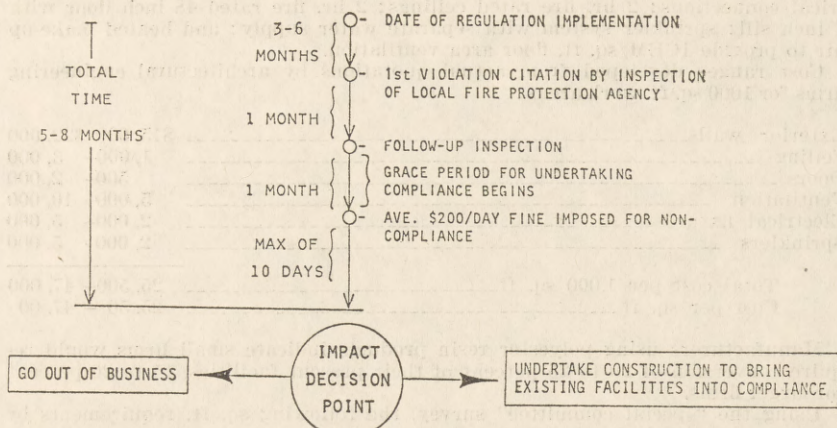 3-6
MONTHS
DATE OF REGULATION IMPLEMENTATION
TOTAL
TIME
5-8 MONTHS
1st VIOLATION CITATION BY INSPECTION
OF LOCAL FIRE PROTECTION AGENCY
1 MONTH
FOLLOW-UP INSPECTION
1 MONTH
GRACE PERIOD FOR UNDERTAKING
COMPLIANCE BEGINS
AVE. $200/DAY FINE IMPOSED FOR NON-
COMPLIANCE
MAX OF
10 DAYS
IMPACT
DECISION
POINT
GO OUT OF BUSINESS
UNDERTAKE CONSTRUCTION TO BRING
EXISTING FACILITIES INTO COMPLIANCE